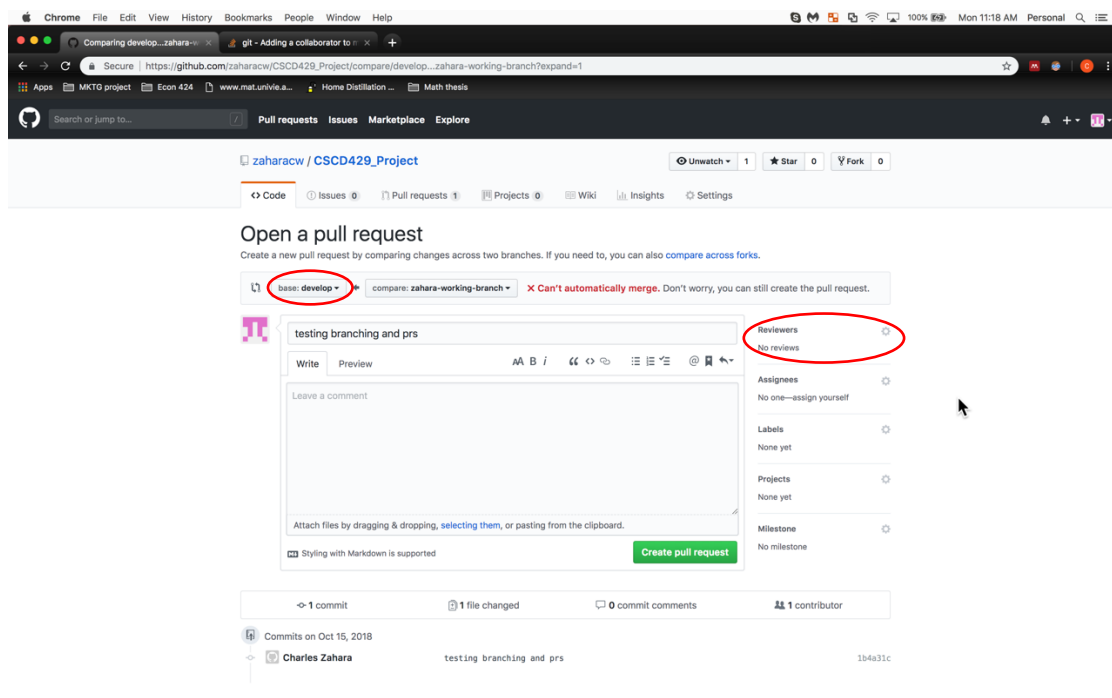 Chrome File Edit View History Bookmarks People Window Help 100% Mon 11:18 AM Personal
Comparing develop...zahara-w git - Adding a collaborator to
Secure https://github.com/zaharacw/CSCD429_Project/compare/develop...zahara-working-branch?expand=1
Apps MKTG project Econ 424 www.mat.univie.a... Home Distillation ... Math thesis
Search or jump to... / Pull requests Issues Marketplace Explore
zaharacw / CSCD429_Project Unwatch 1 Star 0 Fork 0
Code Issues 0 Pull requests 1 Projects 0 Wiki Insights Settings
Open a pull request
Create a new pull request by comparing changes across two branches. If you need to, you can also compare across forks.
base: develop compare: zahara-working-branch Can't automatically merge. Don't worry, you can still create the pull request.
testing branching and prs
Write Preview AA B i
Leave a comment
Attach files by dragging & dropping, selecting them, or pasting from the clipboard.
Styling with Markdown is supported Create pull request
Reviewers
No reviews
Assignees
No one—assign yourself
Labels
None yet
Projects
None yet
Milestone
No milestone
1 commit 1 file changed 0 commit comments 1 contributor
Commits on Oct 15, 2018
Charles Zahara testing branching and prs 1b4a31c